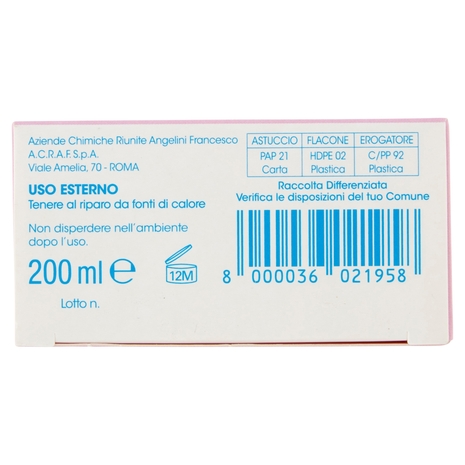 Aziende Chimiche Riunite Angelini Francesco
A.C.R.A.F. S.p.A.
Viale Amelia, 70 - ROMA
USO ESTERNO
Tenere al riparo da fonti di calore
Non disperdere nell'ambiente
dopo l'uso.
200 ml e
12M
Lotto n.
ASTUCCIO FLACONE EROGATORE
PAP 21 HDPE 02 C/PP 92
Carta Plastica Plastica
Raccolta Differenziata
Verifica le disposizioni del tuo Comune
8 000036 021958